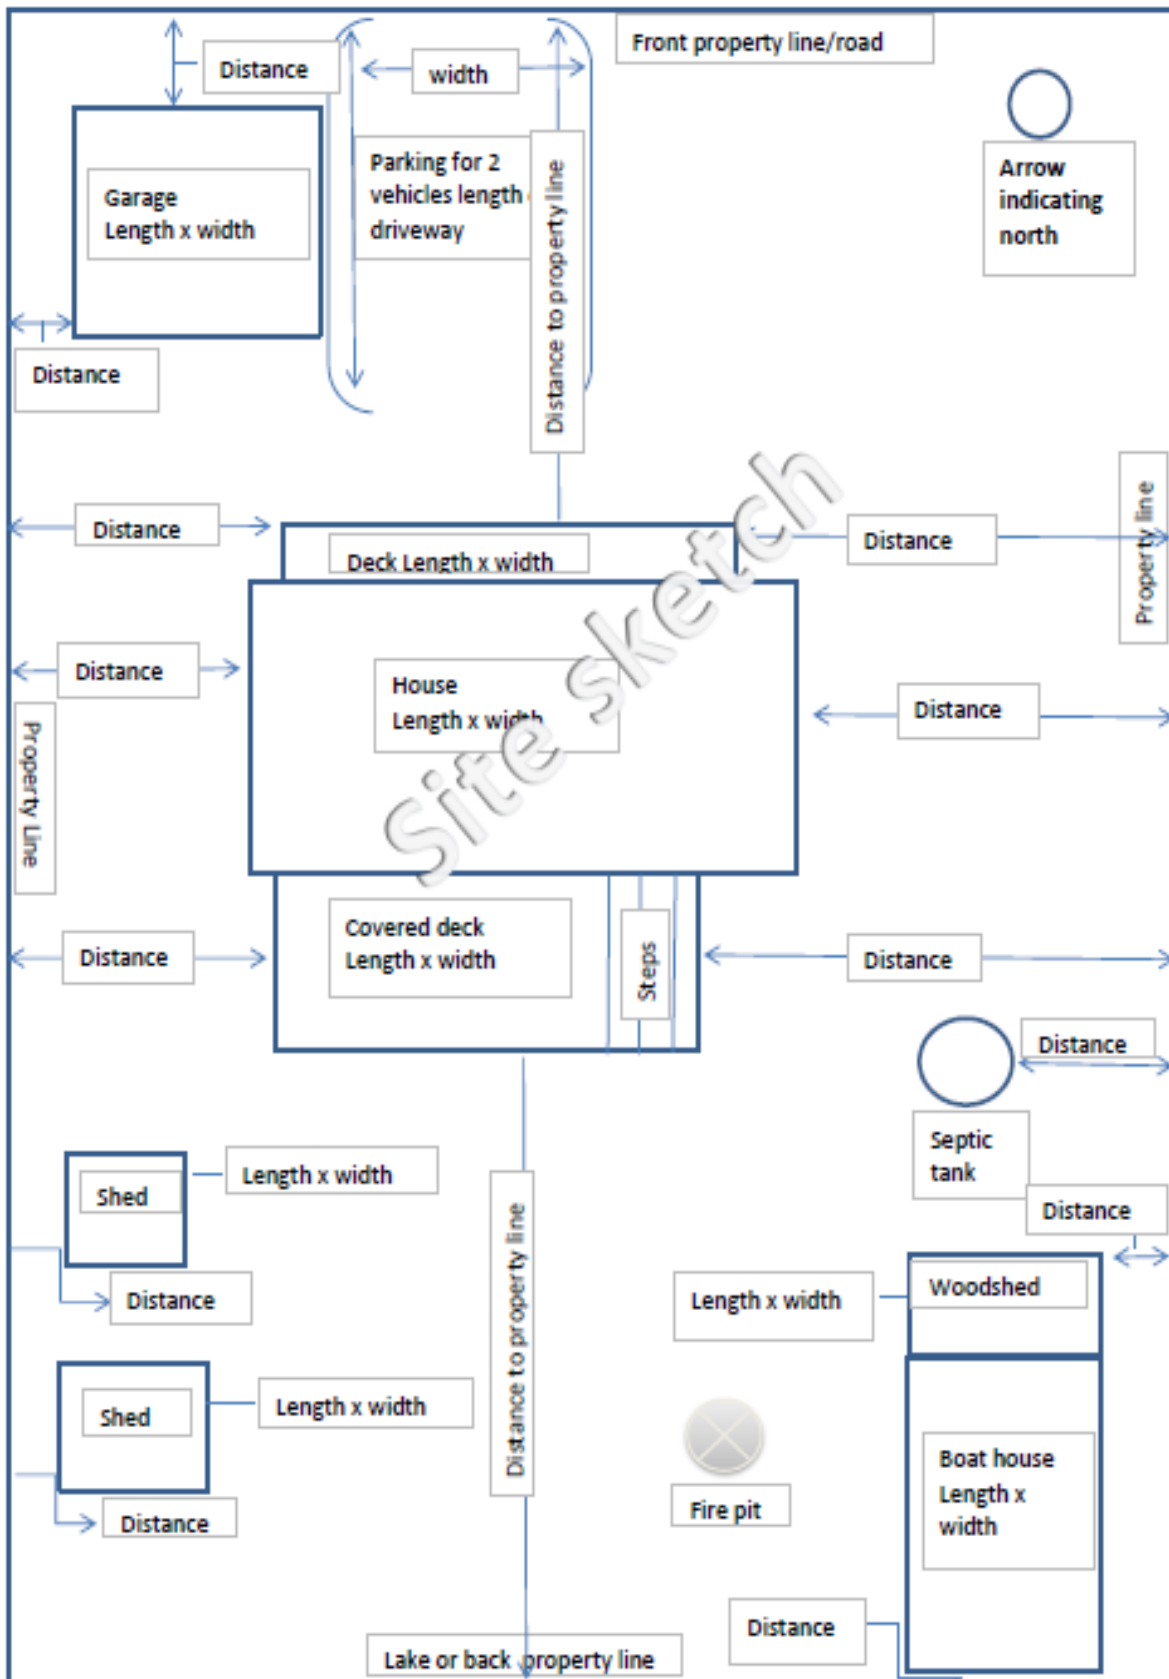 Front property line/road
Distance
width
Parking for 2
vehicles length
driveway
Distance to property line
Garage
Length x width
Arrow
indicating
north
Distance
Distance
Deck Length x width
Distance
Property line
Distance
House
Length x width
Distance
Site sketch
Property Line
Covered deck
Length x width
Steps
Distance
Distance
Distance
Septic
tank
Length x width
Shed
Distance
Distance
Distance to property line
Woodshed
Length x width
Shed
Length x width
Distance
Fire pit
Boat house
Length x
width
Distance
Lake or back property line